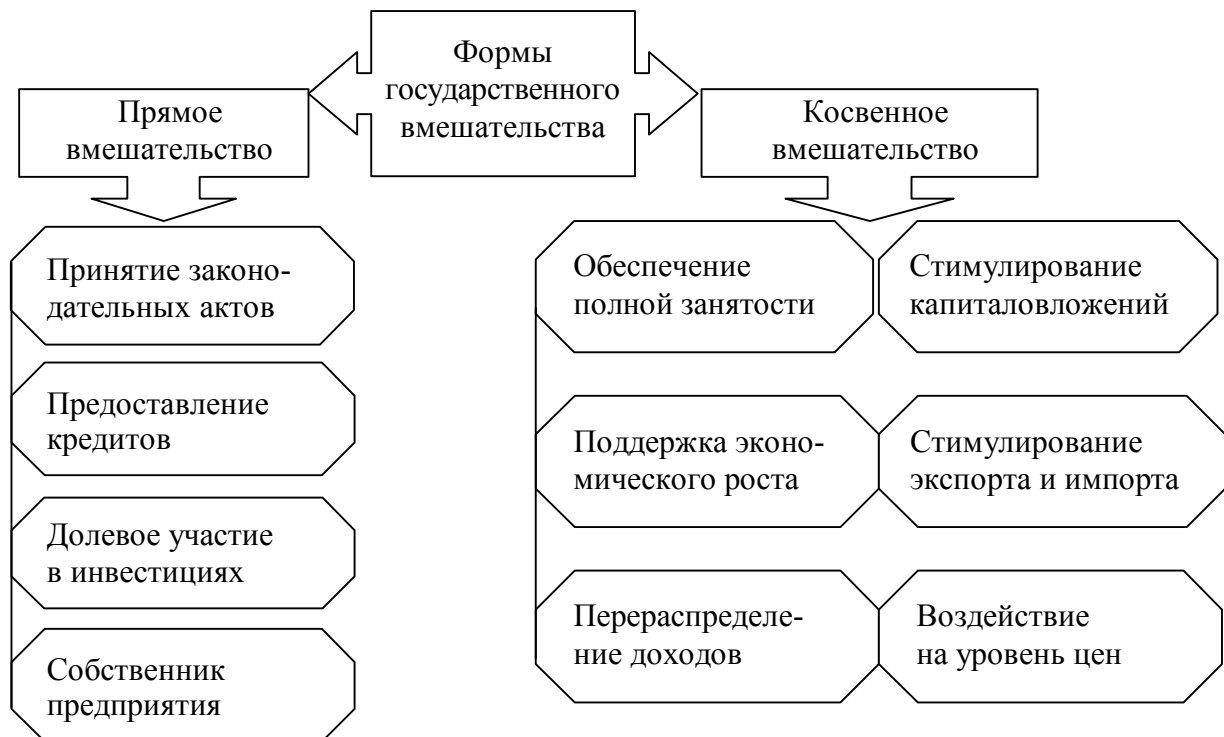 Формы
государственного
вмешательства
Прямое
вмешательство
Косвенное
вмешательство
Принятие законо-
дательных актов
Предоставление
кредитов
Долевое участие
в инвестициях
Собственник
предприятия
Обеспечение
полной занятости
Стимулирование
капиталовложений
Поддержка эконо-
мического роста
Стимулирование
экспорта и импорта
Перераспределе-
ние доходов
Воздействие
на уровень цен